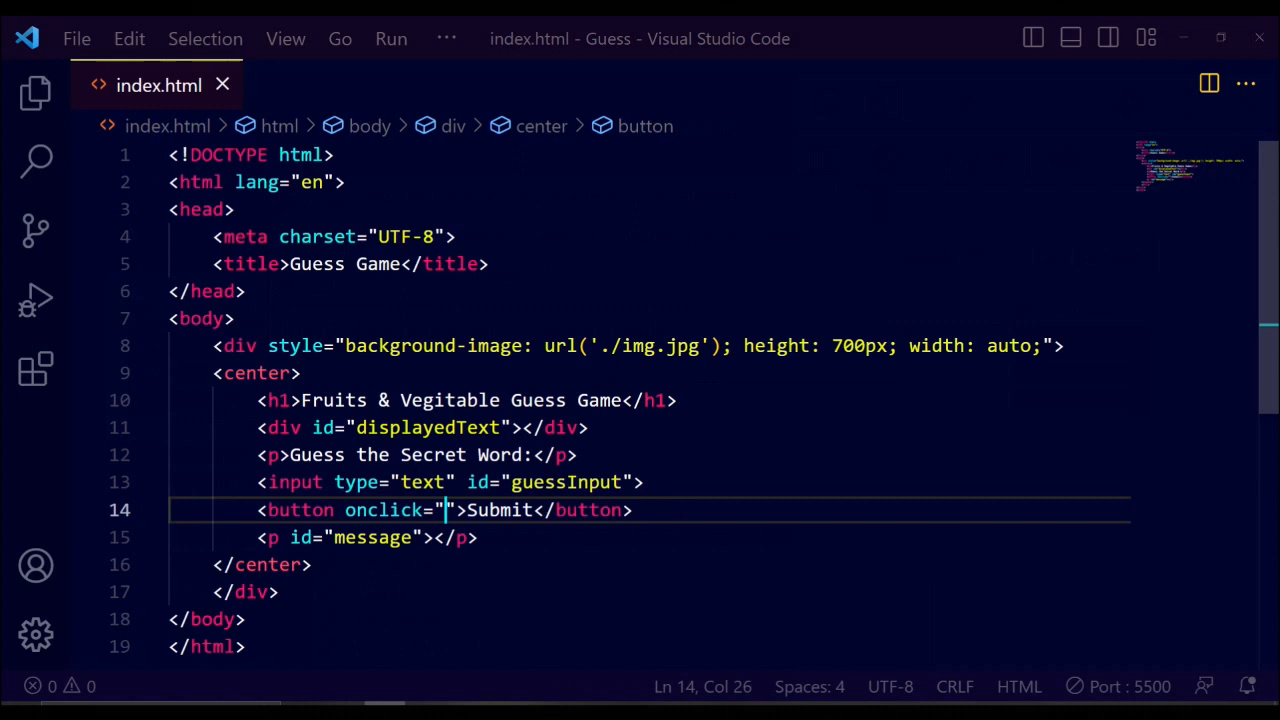 File Edit Selection View Go Run ··· index.html - Guess - Visual Studio Code
index.html
index.html > html > body > div > center > button
1 <!DOCTYPE html>
2 <html lang="en">
3 <head>
4     <meta charset="UTF-8">
5     <title>Guess Game</title>
6 </head>
7 <body>
8     <div style="background-image: url('./img.jpg'); height: 700px; width: auto;">
9     <center>
10         <h1>Fruits & Vegitable Guess Game</h1>
11         <div id="displayedText"></div>
12         <p>Guess the Secret Word:</p>
13         <input type="text" id="guessInput">
14         <button onclick="">Submit</button>
15         <p id="message"></p>
16     </center>
17     </div>
18 </body>
19 </html>
0 0 Ln 14, Col 26 Spaces: 4 UTF-8 CRLF HTML Port : 5500